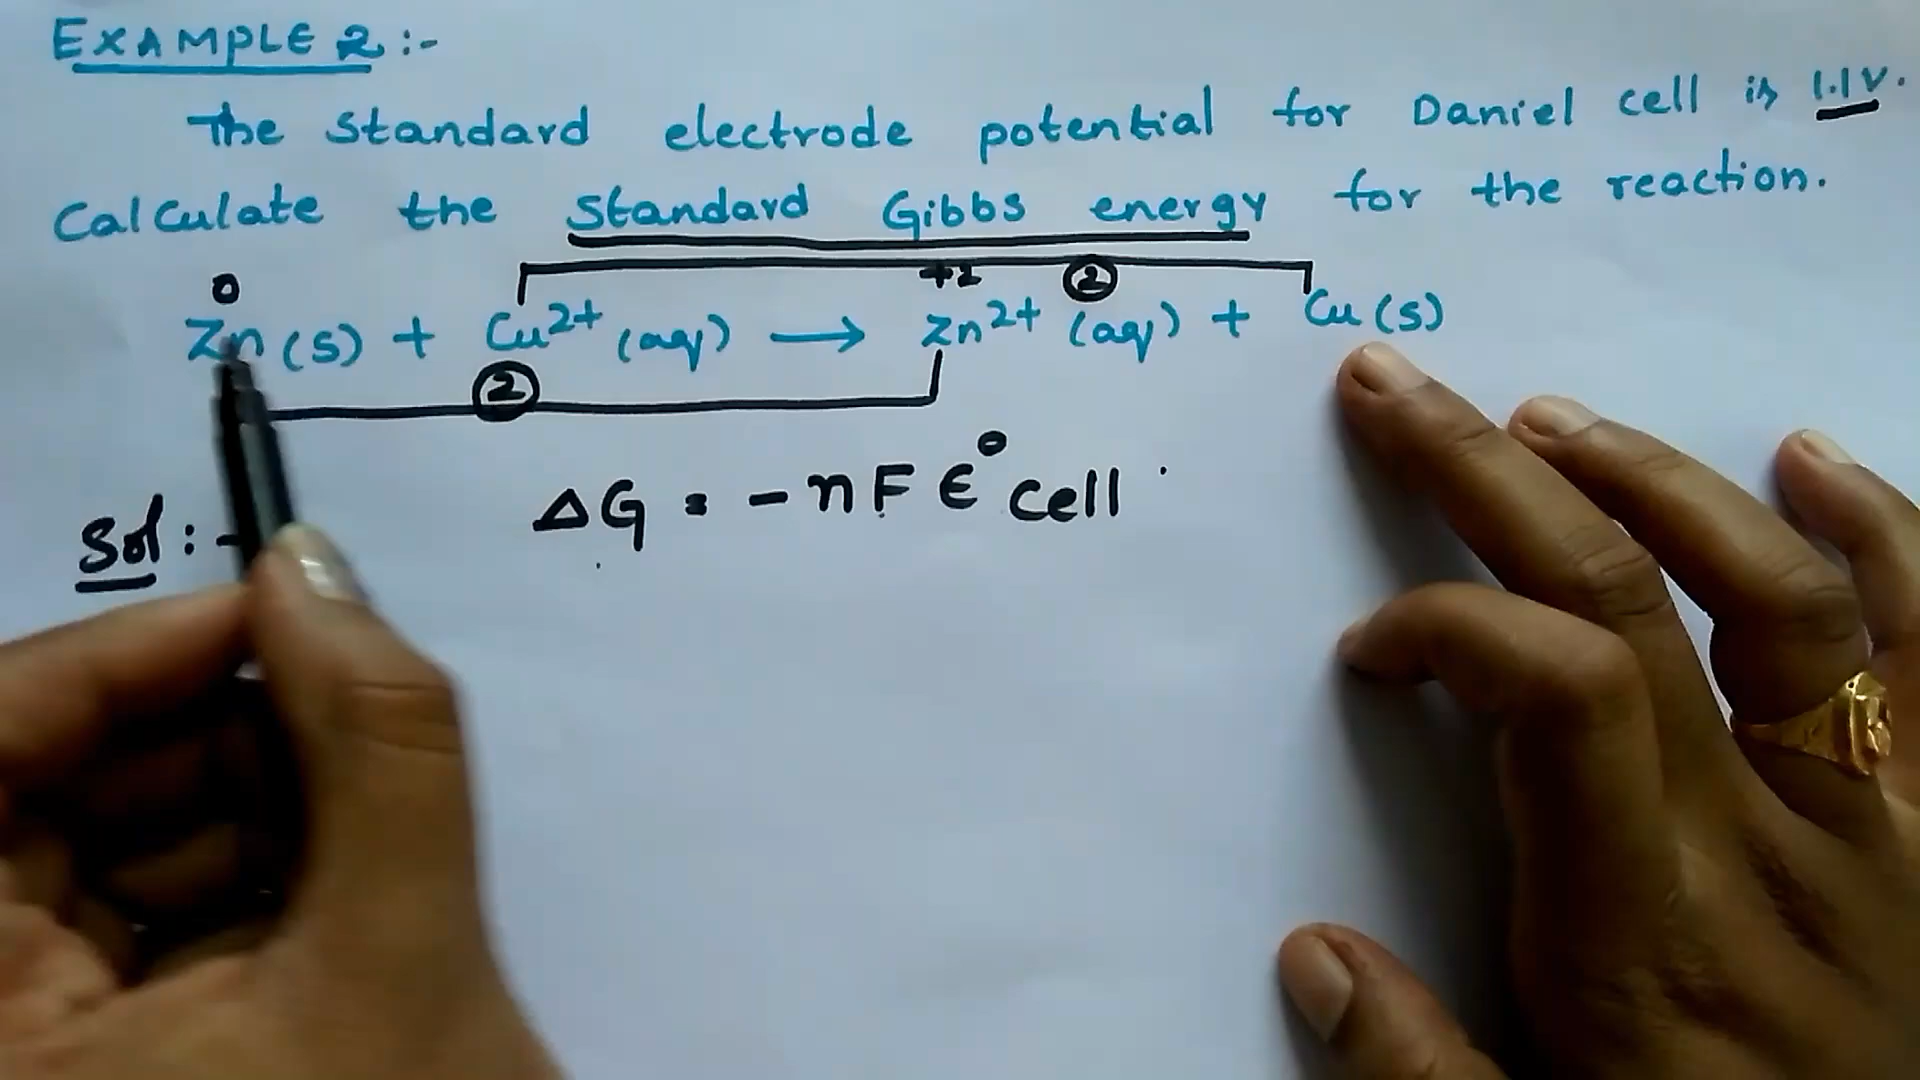 EXAMPLE 2 :-
The standard electrode potential for Daniel cell is 1.1V.
Calculate the standard Gibbs energy for the reaction.
0 +2 ②
Zn (s) + Cu²⁺ (aq) → Zn²⁺ (aq) + Cu (s)
②
Sol :- ΔG = -nFE° cell